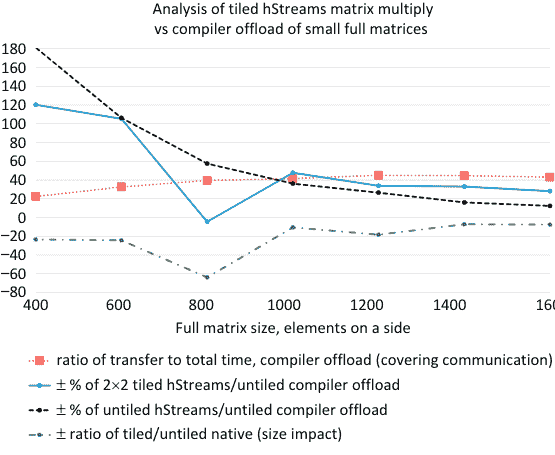 Analysis of tiled hStreams matrix multiply
vs compiler offload of small full matrices
180
160
140
120
100
80
60
40
20
0
−20
−40
−60
−80
400 600 800 1000 1200 1400 160
Full matrix size, elements on a side
ratio of transfer to total time, compiler offload (covering communication)
± % of 2×2 tiled hStreams/untiled compiler offload
± % of untiled hStreams/untiled compiler offload
± ratio of tiled/untiled native (size impact)